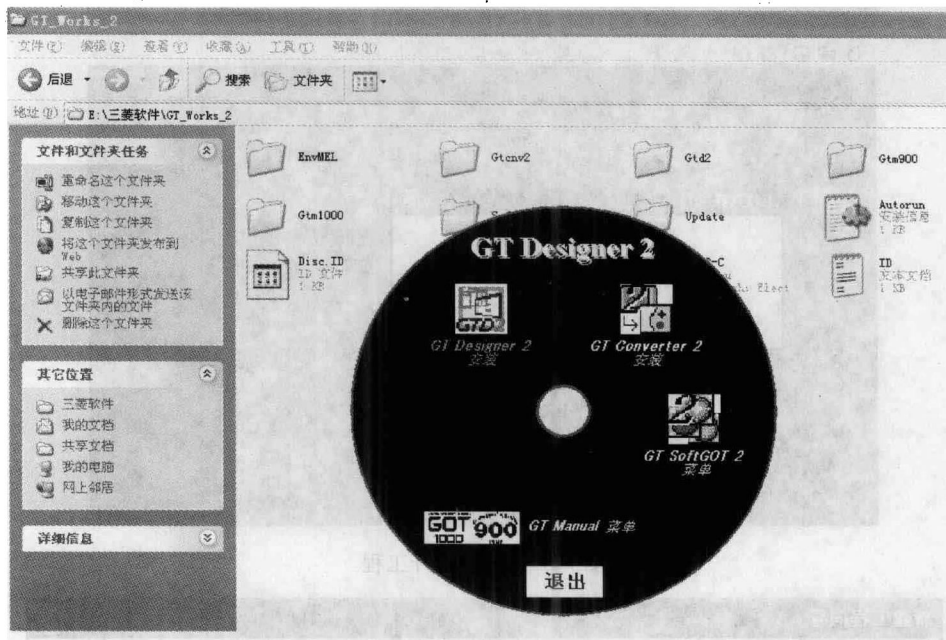 GT_Works_2
文件(F) 编辑(E) 查看(V) 收藏(A) 工具(T) 帮助(H)
后退 搜索 文件夹
地址(D) E:\三菱软件\GT_Works_2
文件和文件夹任务
重命名这个文件夹
移动这个文件夹
复制这个文件夹
将这个文件夹发布到
Web
共享此文件夹
以电子邮件形式发送该
文件夹内的文件
删除这个文件夹
其它位置
三菱软件
我的文档
共享文档
我的电脑
网上邻居
详细信息
EnvMEL
Gtcnv2
Gtd2
Gtm900
Gtm1000
Update
Autorun
安装信息
1 KB
Disc.ID
ID 文件
1 KB
ID
文本文档
1 KB
GT Designer 2
GTD2
GT Designer 2
安装
GT Converter 2
安装
GT SoftGOT 2
菜单
GOT
1000
900
GT Manual 菜单
退出